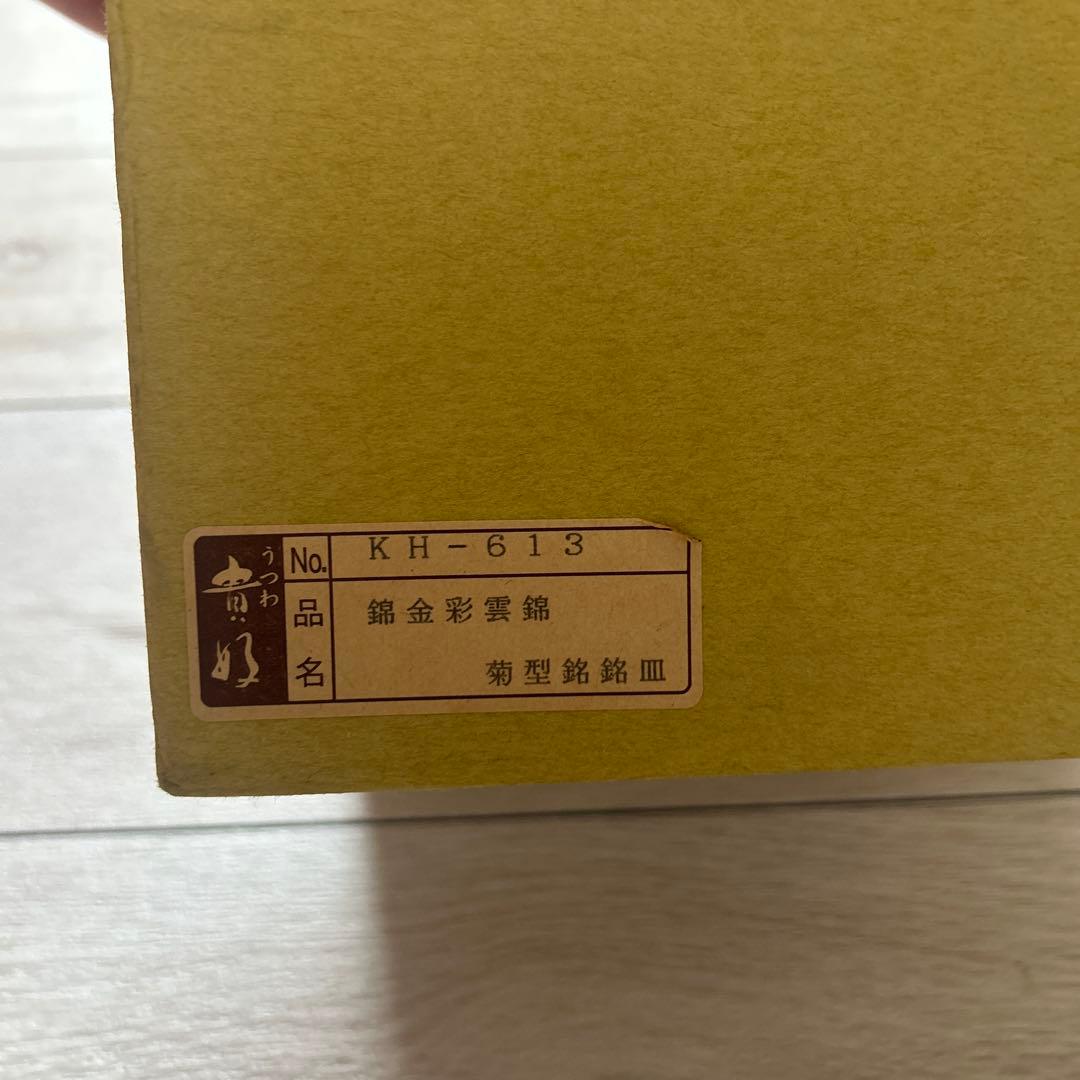 うつわ
貴好
No. KH-613
品名 錦金彩雲錦
菊型銘銘皿